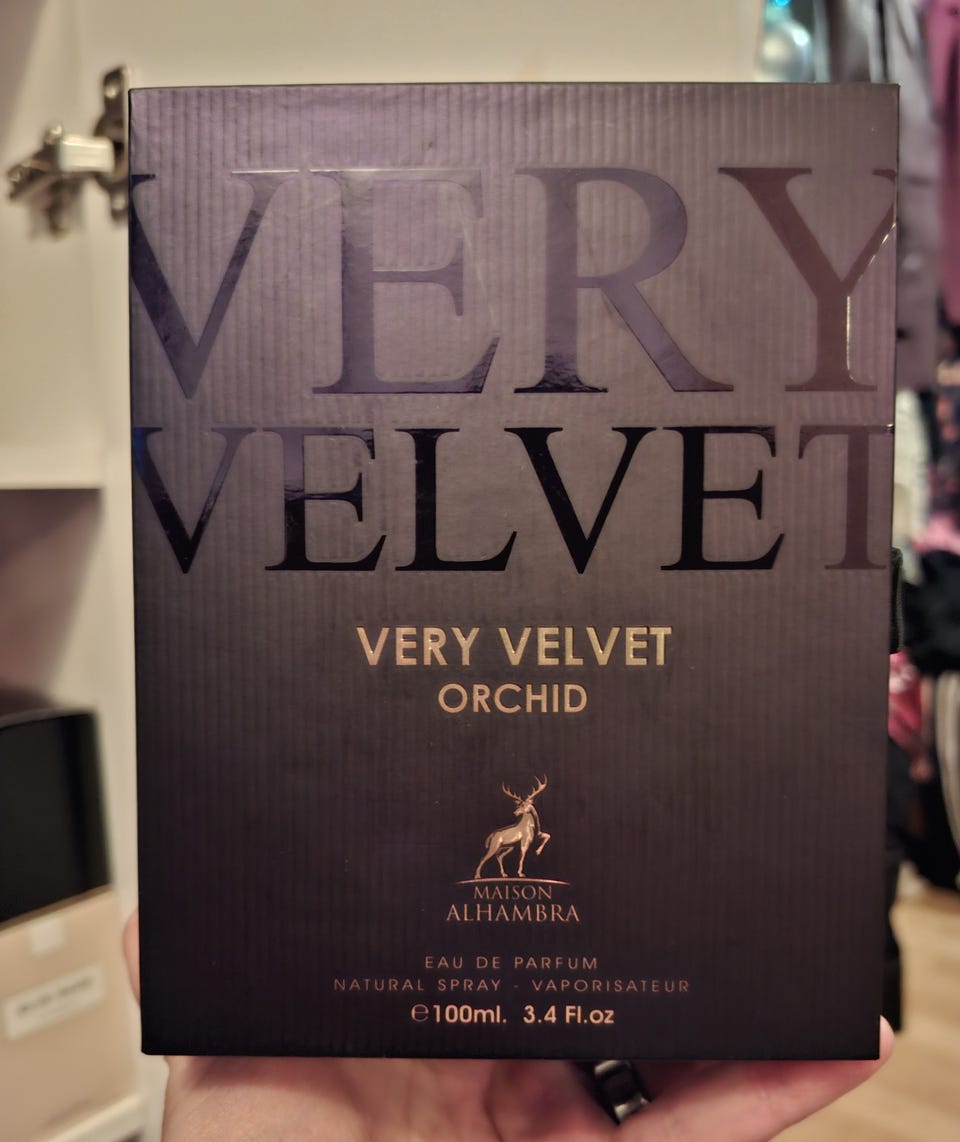 VERY
VELVET
VERY VELVET
ORCHID
MAISON
ALHAMBRA
EAU DE PARFUM
NATURAL SPRAY - VAPORISATEUR
℮100ml. 3.4 Fl.oz